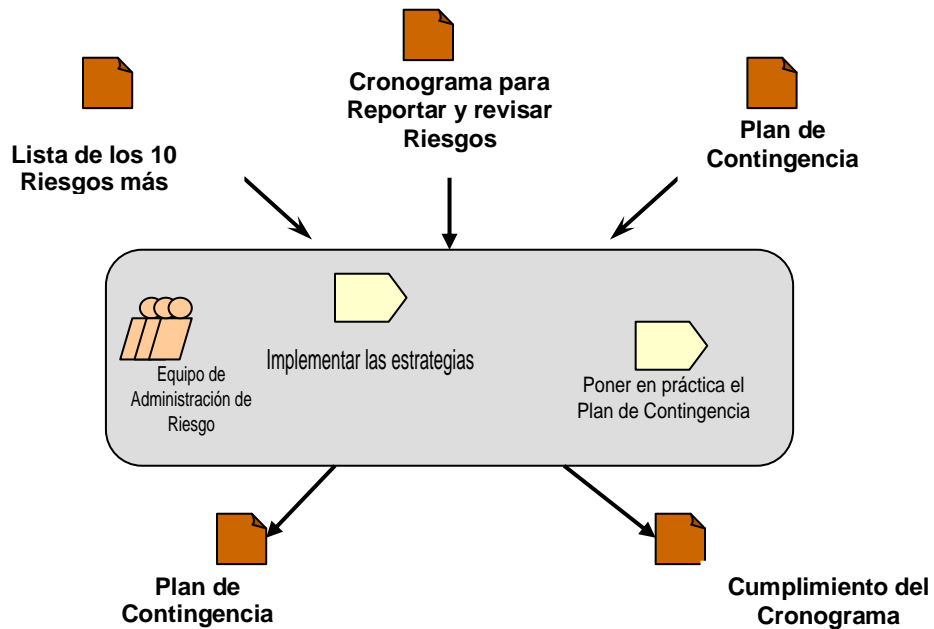 Cronograma para
Reportar y revisar
Riesgos
Lista de los 10
Riesgos más
Plan de
Contingencia
Equipo de
Administración de
Riesgo
Implementar las estrategias
Poner en práctica el
Plan de Contingencia
Plan de
Contingencia
Cumplimiento del
Cronograma